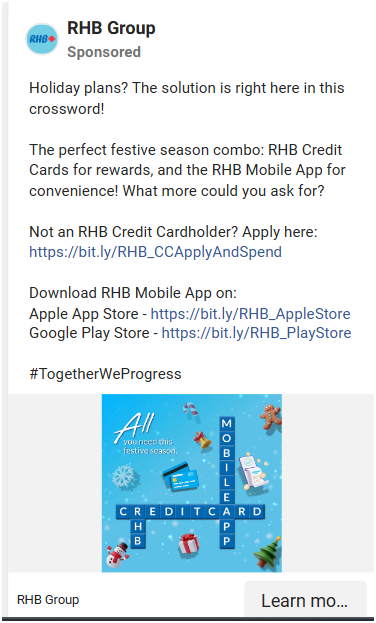 RHB
RHB Group
Sponsored
Holiday plans? The solution is right here in this
crossword!
The perfect festive season combo: RHB Credit
Cards for rewards, and the RHB Mobile App for
convenience! What more could you ask for?
Not an RHB Credit Cardholder? Apply here:
https://bit.ly/RHB_CCApplyAndSpend
Download RHB Mobile App on:
Apple App Store - https://bit.ly/RHB_AppleStore
Google Play Store - https://bit.ly/RHB_PlayStore
#TogetherWeProgress
All
you need this
festive season.
MOBILEAPP
CREDITCARD
RHB
RHB Group
Learn mo...